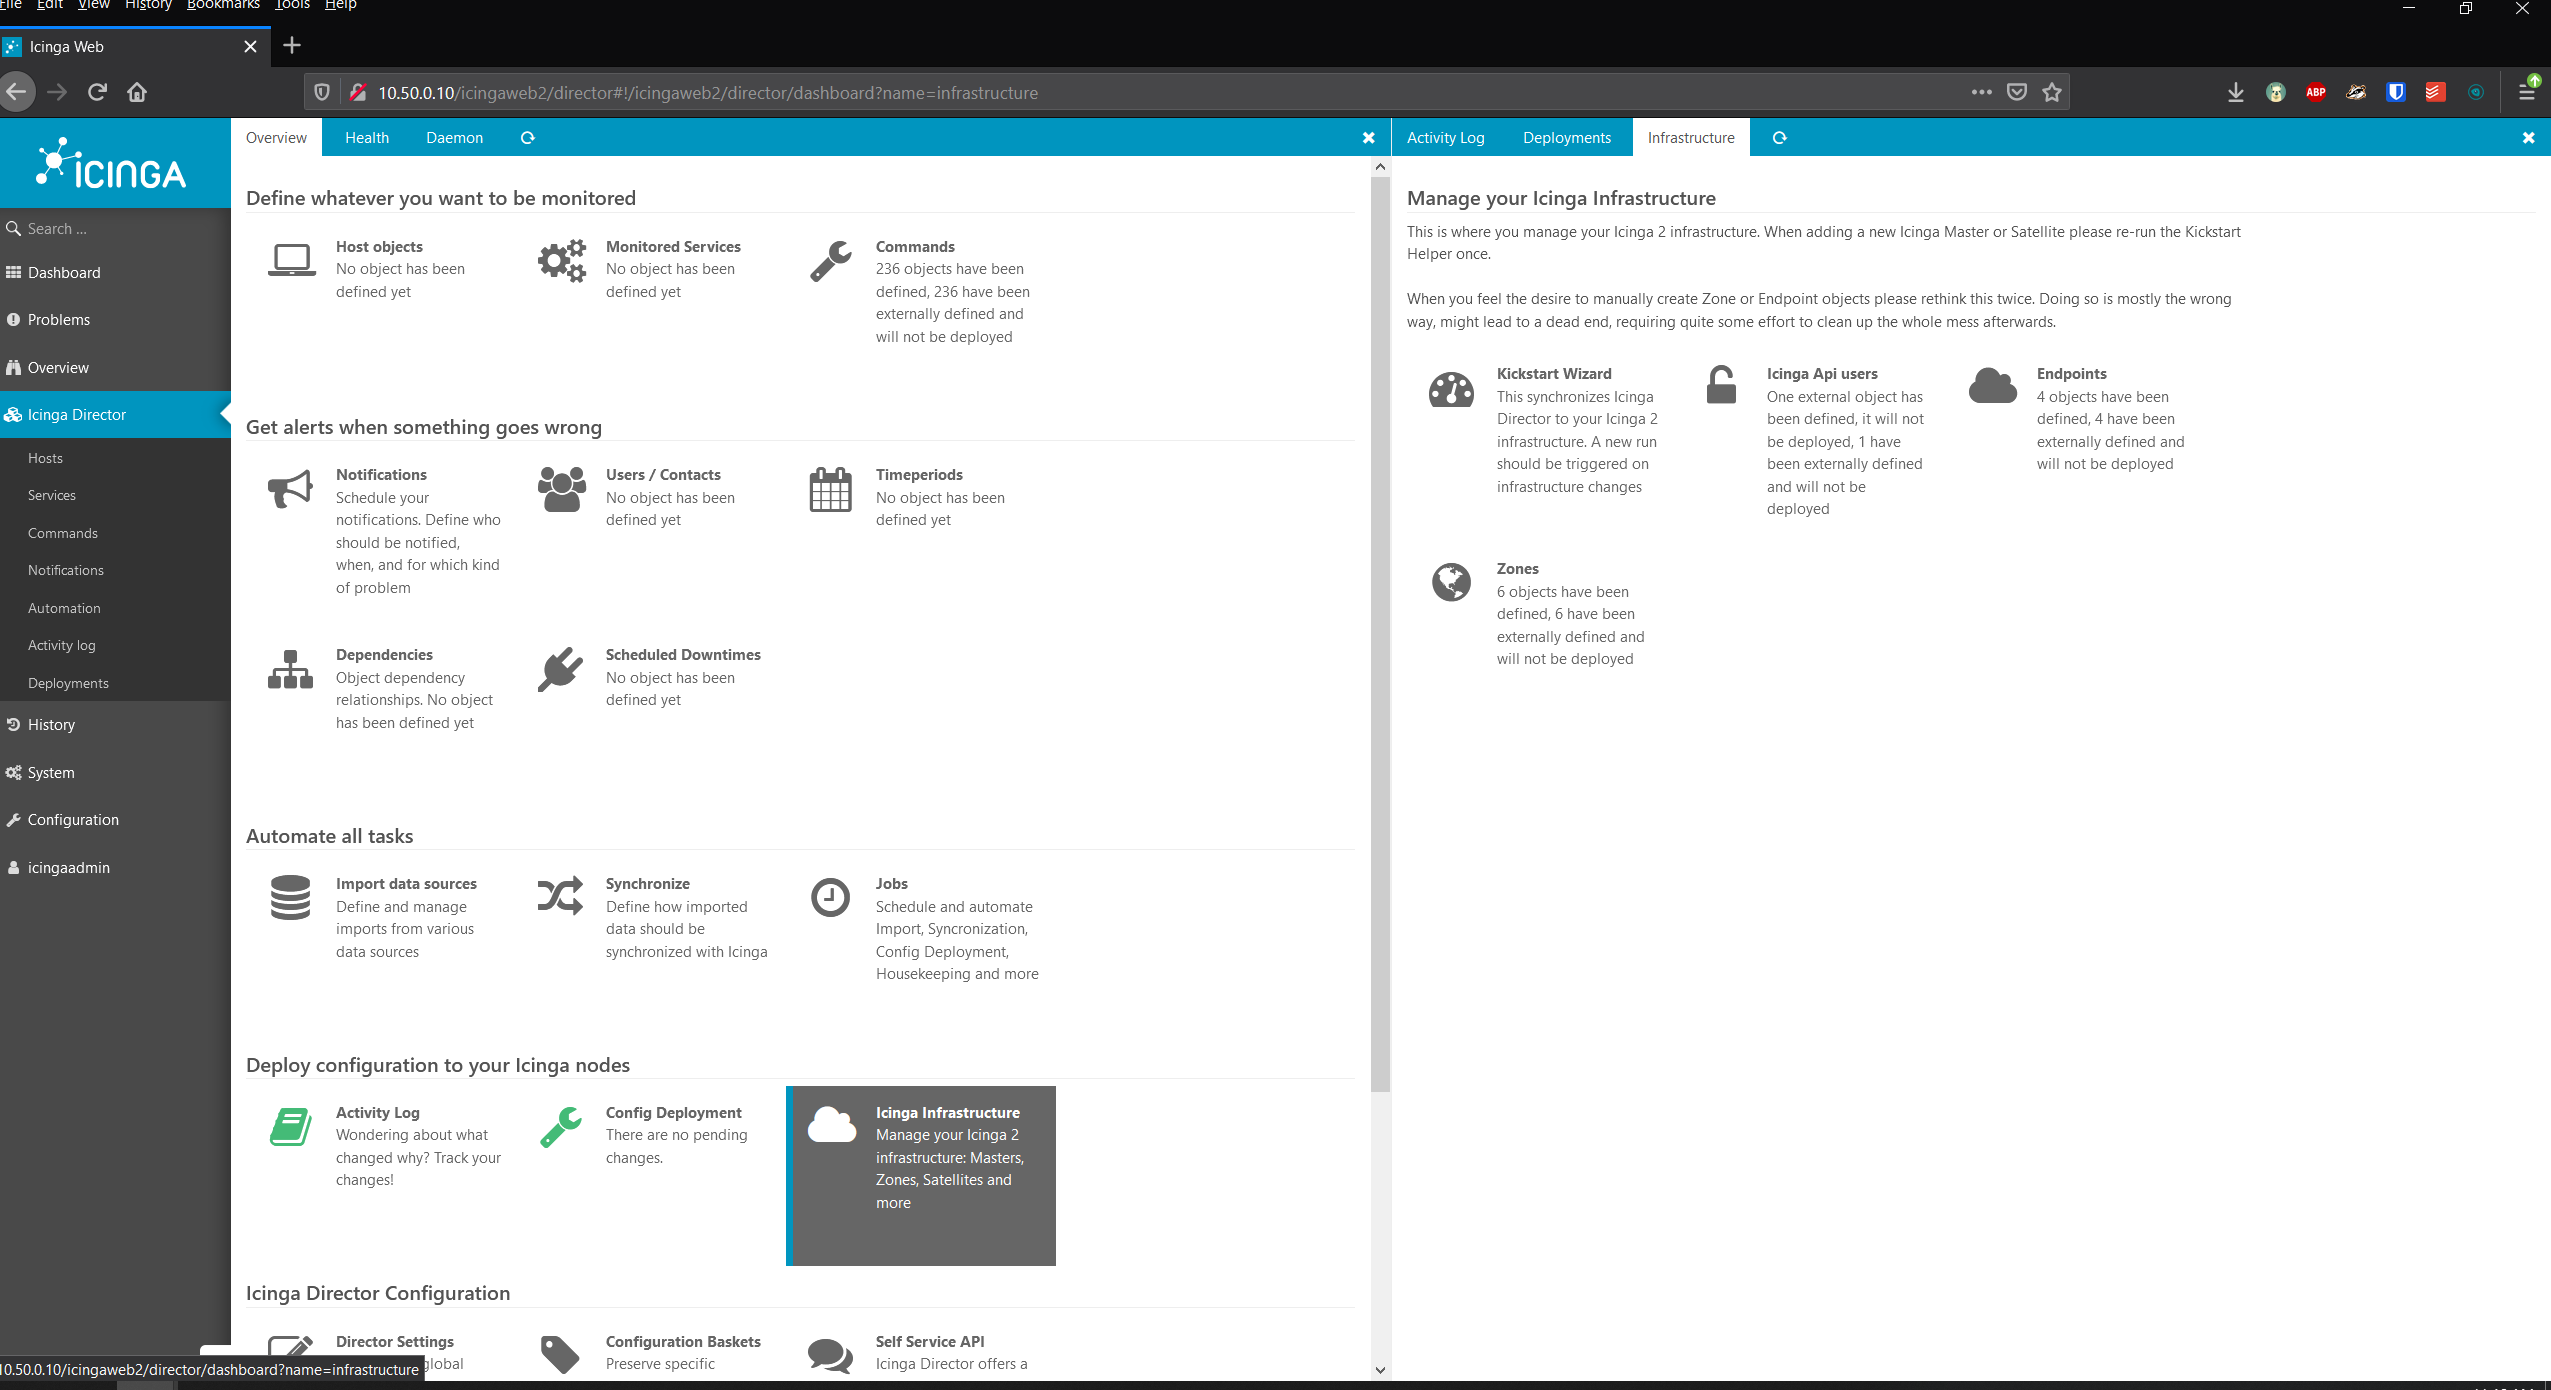 File Edit View History Bookmarks Tools Help
Icinga Web
10.50.0.10/icingaweb2/director#!/icingaweb2/director/dashboard?name=infrastructure
ABP
ICINGA
Search ...
Dashboard
Problems
Overview
Icinga Director
Hosts
Services
Commands
Notifications
Automation
Activity log
Deployments
History
System
Configuration
icingaadmin
Overview Health Daemon
Define whatever you want to be monitored
Host objects
No object has been
defined yet
Monitored Services
No object has been
defined yet
Commands
236 objects have been
defined, 236 have been
externally defined and
will not be deployed
Get alerts when something goes wrong
Notifications
Schedule your
notifications. Define who
should be notified,
when, and for which kind
of problem
Users / Contacts
No object has been
defined yet
Timeperiods
No object has been
defined yet
Dependencies
Object dependency
relationships. No object
has been defined yet
Scheduled Downtimes
No object has been
defined yet
Automate all tasks
Import data sources
Define and manage
imports from various
data sources
Synchronize
Define how imported
data should be
synchronized with Icinga
Jobs
Schedule and automate
Import, Syncronization,
Config Deployment,
Housekeeping and more
Deploy configuration to your Icinga nodes
Activity Log
Wondering about what
changed why? Track your
changes!
Config Deployment
There are no pending
changes.
Icinga Infrastructure
Manage your Icinga 2
infrastructure: Masters,
Zones, Satellites and
more
Icinga Director Configuration
Director Settings
global
Configuration Baskets
Preserve specific
Self Service API
Icinga Director offers a
10.50.0.10/icingaweb2/director/dashboard?name=infrastructure
Activity Log Deployments Infrastructure
Manage your Icinga Infrastructure
This is where you manage your Icinga 2 infrastructure. When adding a new Icinga Master or Satellite please re-run the Kickstart
Helper once.
When you feel the desire to manually create Zone or Endpoint objects please rethink this twice. Doing so is mostly the wrong
way, might lead to a dead end, requiring quite some effort to clean up the whole mess afterwards.
Kickstart Wizard
This synchronizes Icinga
Director to your Icinga 2
infrastructure. A new run
should be triggered on
infrastructure changes
Icinga Api users
One external object has
been defined, it will not
be deployed, 1 have
been externally defined
and will not be
deployed
Endpoints
4 objects have been
defined, 4 have been
externally defined and
will not be deployed
Zones
6 objects have been
defined, 6 have been
externally defined and
will not be deployed